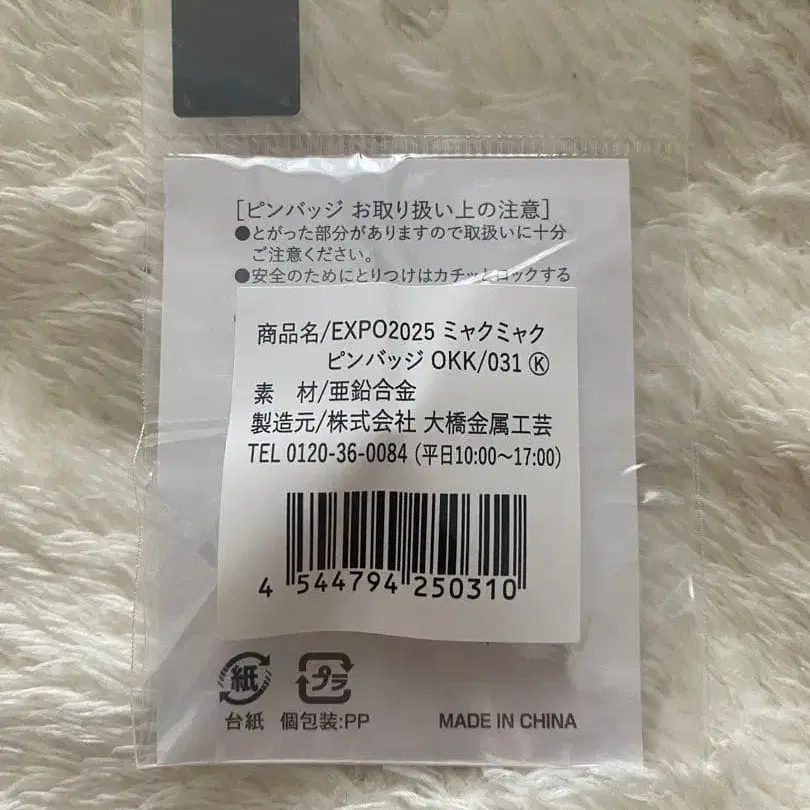 [ピンバッジ お取り扱い上の注意]
●とがった部分がありますので取扱いに十分
ご注意ください。
●安全のためにとりつけはカチッとロックする
商品名/EXPO2025 ミャクミャク
ピンバッジ OKK/031 Ⓚ
素　材/亜鉛合金
製造元/株式会社 大橋金属工芸
TEL 0120-36-0084 (平日10:00〜17:00)
4 544794 250310
紙 プラ
台紙 個包装:PP MADE IN CHINA